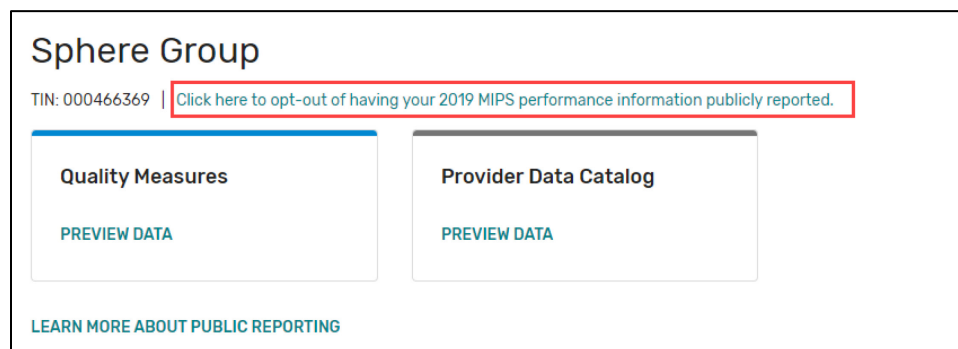 Sphere Group
TIN: 000466369 | Click here to opt-out of having your 2019 MIPS performance information publicly reported.
Quality Measures
PREVIEW DATA
Provider Data Catalog
PREVIEW DATA
LEARN MORE ABOUT PUBLIC REPORTING